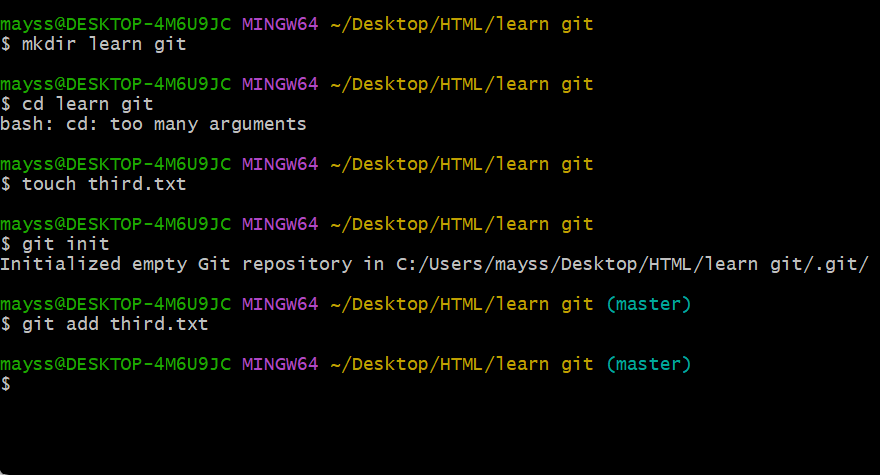 mayss@DESKTOP-4M6U9JC MINGW64 ~/Desktop/HTML/learn git
$ mkdir learn git
mayss@DESKTOP-4M6U9JC MINGW64 ~/Desktop/HTML/learn git
$ cd learn git
bash: cd: too many arguments
mayss@DESKTOP-4M6U9JC MINGW64 ~/Desktop/HTML/learn git
$ touch third.txt
mayss@DESKTOP-4M6U9JC MINGW64 ~/Desktop/HTML/learn git
$ git init
Initialized empty Git repository in C:/Users/mayss/Desktop/HTML/learn git/.git/
mayss@DESKTOP-4M6U9JC MINGW64 ~/Desktop/HTML/learn git (master)
$ git add third.txt
mayss@DESKTOP-4M6U9JC MINGW64 ~/Desktop/HTML/learn git (master)
$